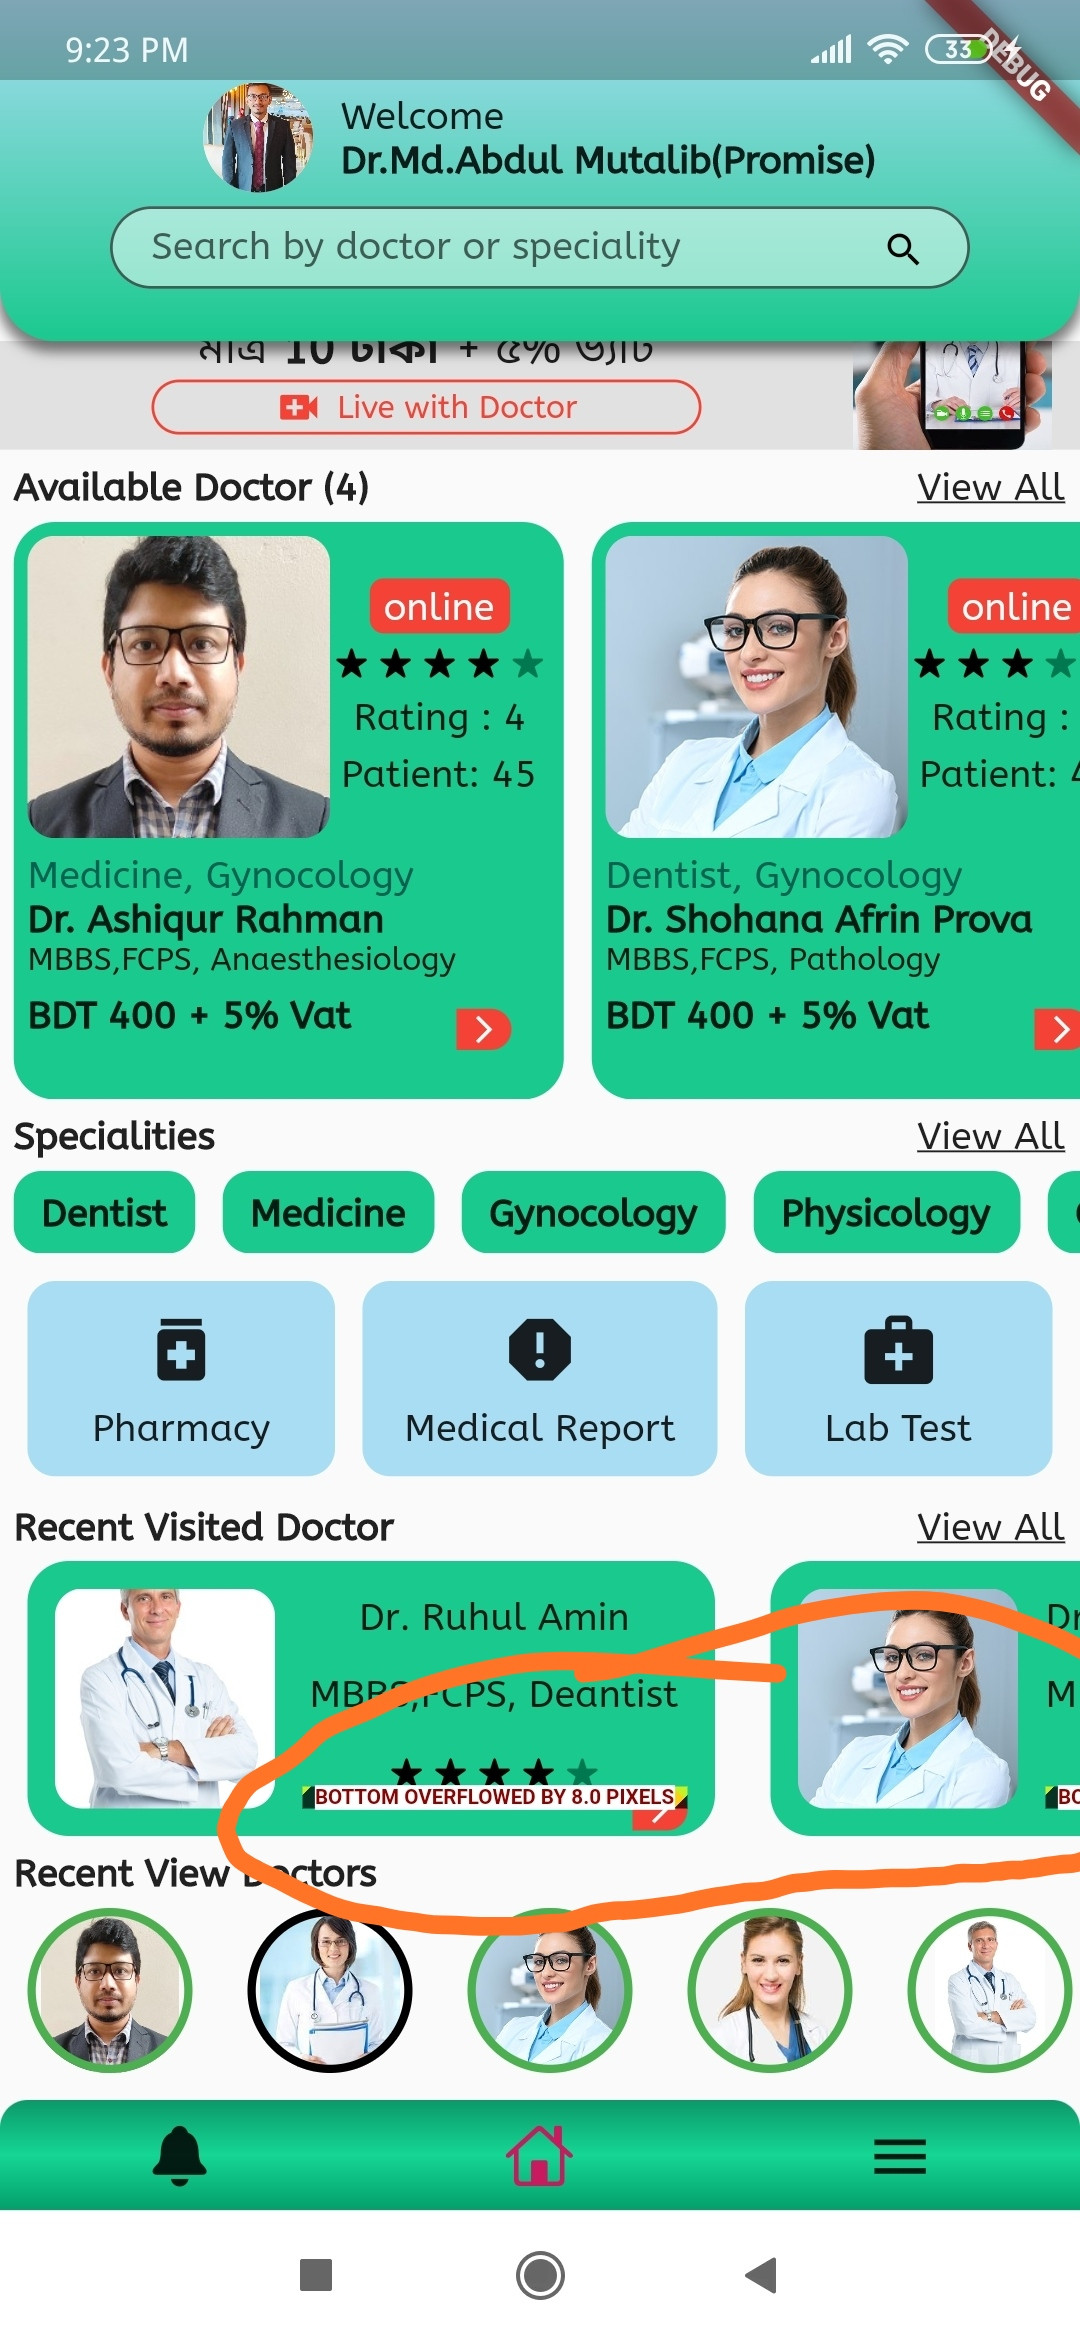 9:23 PM
33
DEBUG
Welcome
Dr.Md.Abdul Mutalib(Promise)
Search by doctor or speciality
মাত্র 10 টাকা + ৫% ভ্যাট
Live with Doctor
Available Doctor (4)
View All
online
Rating : 4
Patient: 45
Medicine, Gynocology
Dr. Ashiqur Rahman
MBBS,FCPS, Anaesthesiology
BDT 400 + 5% Vat
online
Rating :
Patient: 4
Dentist, Gynocology
Dr. Shohana Afrin Prova
MBBS,FCPS, Pathology
BDT 400 + 5% Vat
Specialities
View All
Dentist
Medicine
Gynocology
Physicology
Pharmacy
Medical Report
Lab Test
Recent Visited Doctor
View All
Dr. Ruhul Amin
MBBS,FCPS, Deantist
BOTTOM OVERFLOWED BY 8.0 PIXELS
Dr
M
BO
Recent View Doctors